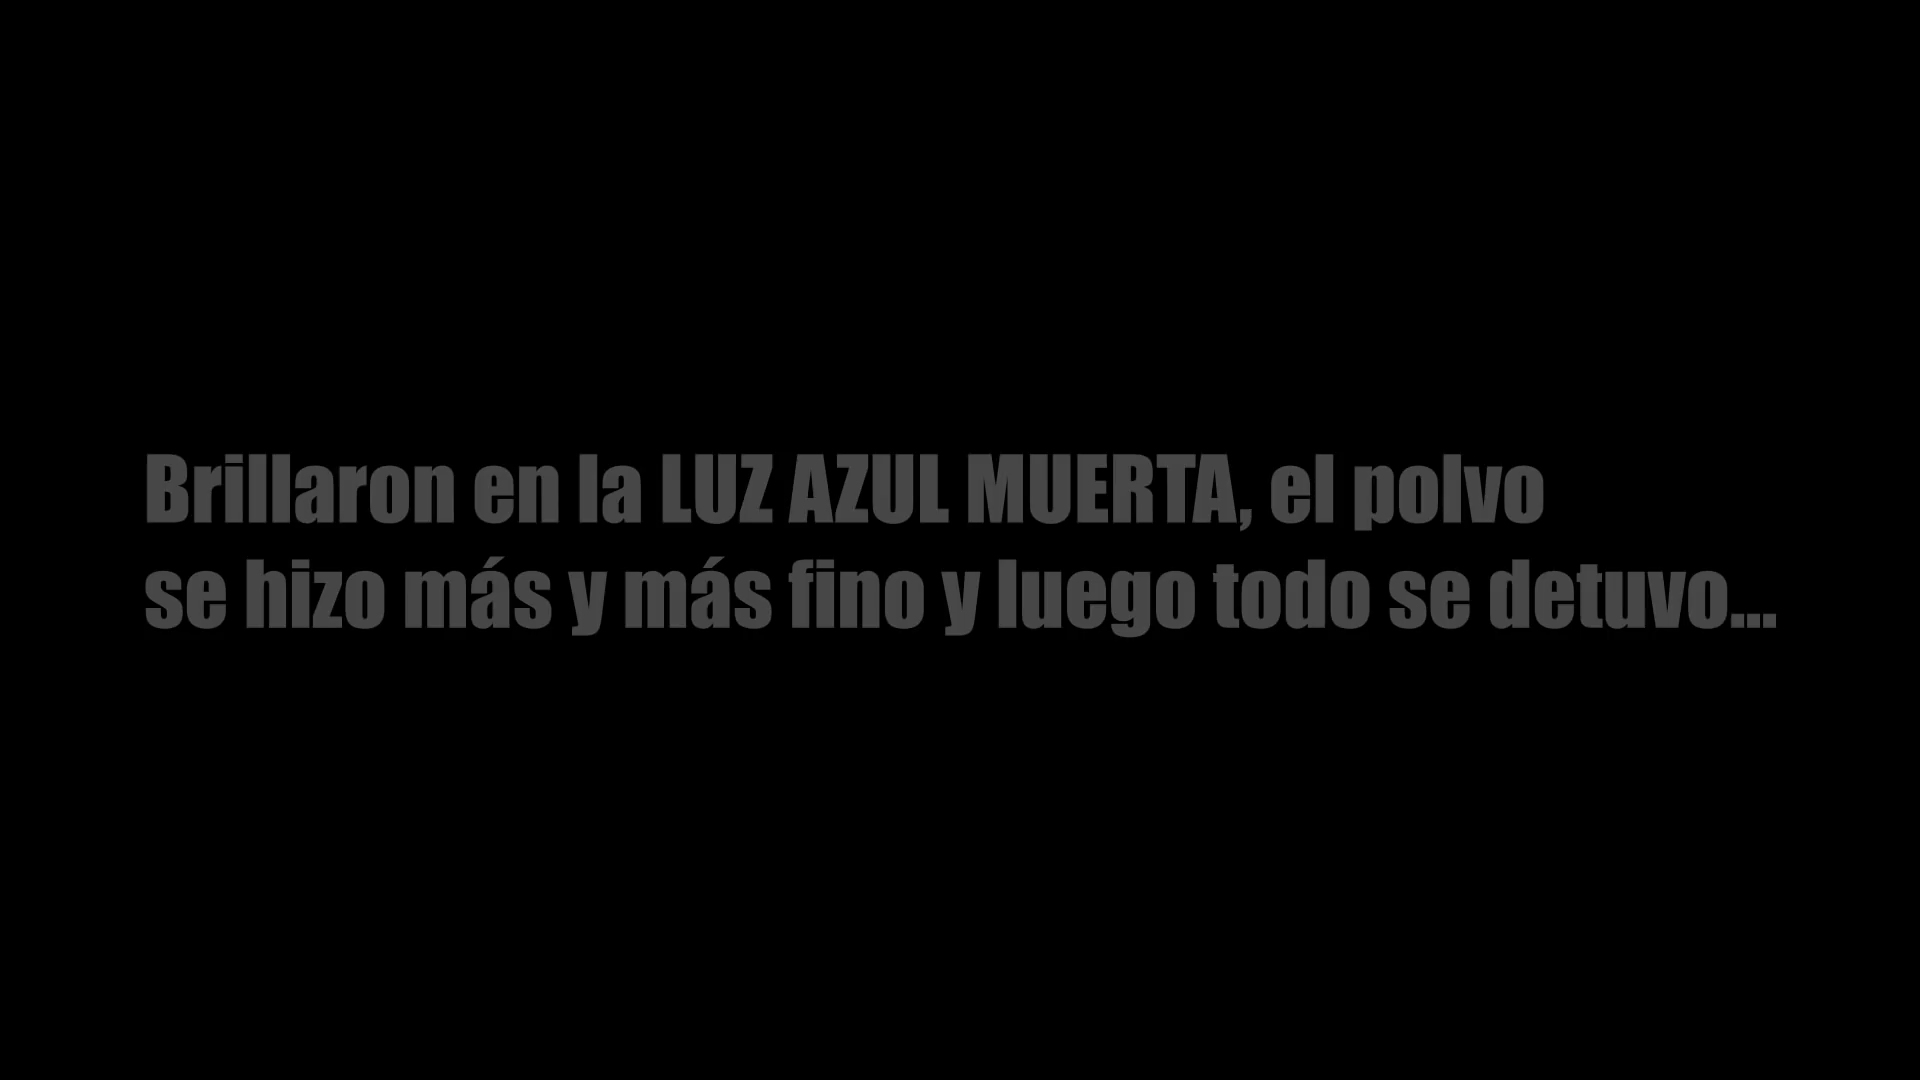 Brillaron en la LUZ AZUL MUERTA, el polvo
se hizo más y más fino y luego todo se detuvo...